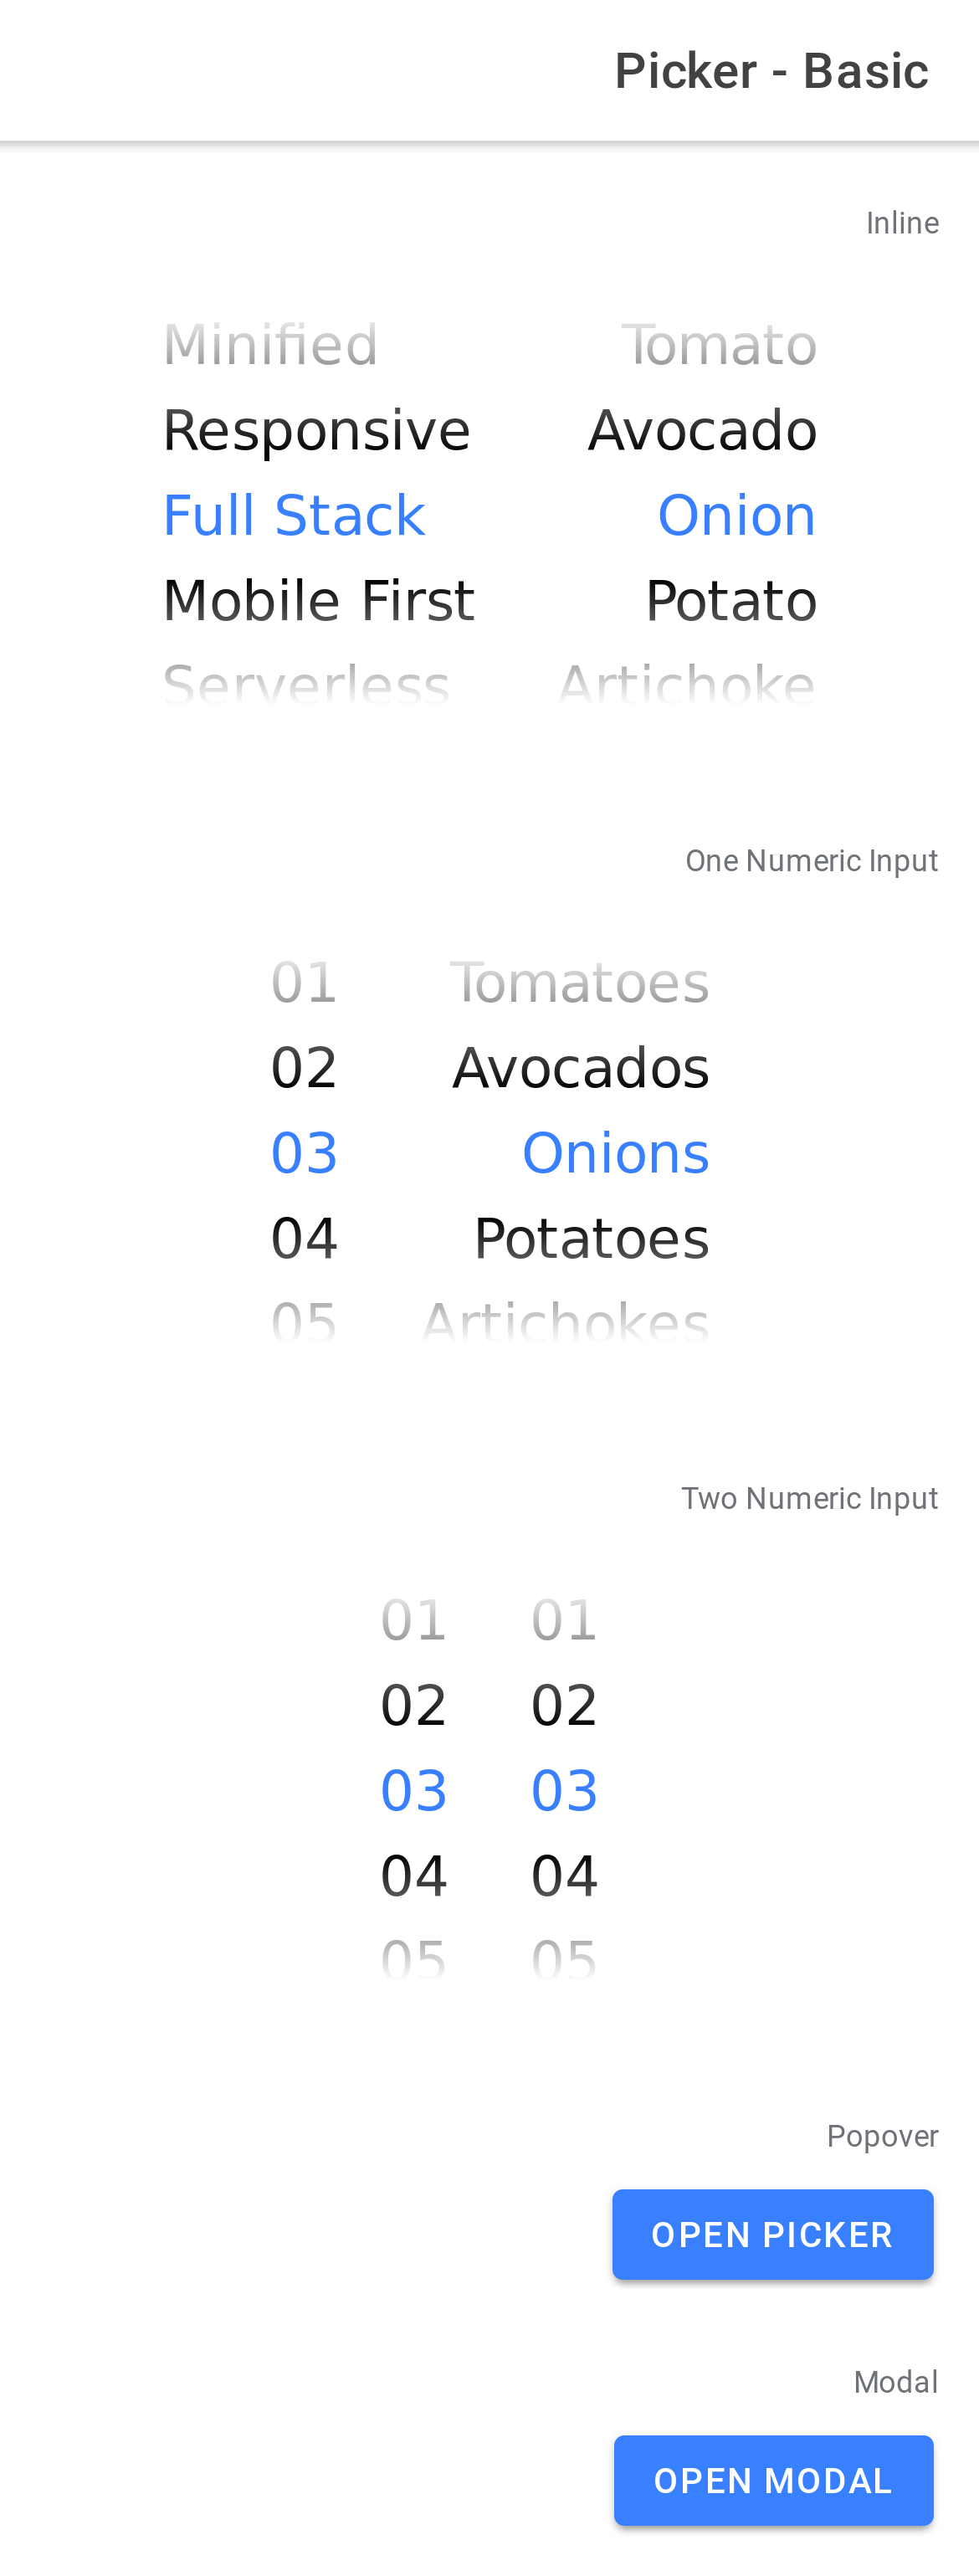 Picker - Basic
Inline
Minified Tomato
Responsive Avocado
Full Stack Onion
Mobile First Potato
Serverless Artichoke
One Numeric Input
01 Tomatoes
02 Avocados
03 Onions
04 Potatoes
05 Artichokes
Two Numeric Input
01 01
02 02
03 03
04 04
05 05
Popover
OPEN PICKER
Modal
OPEN MODAL